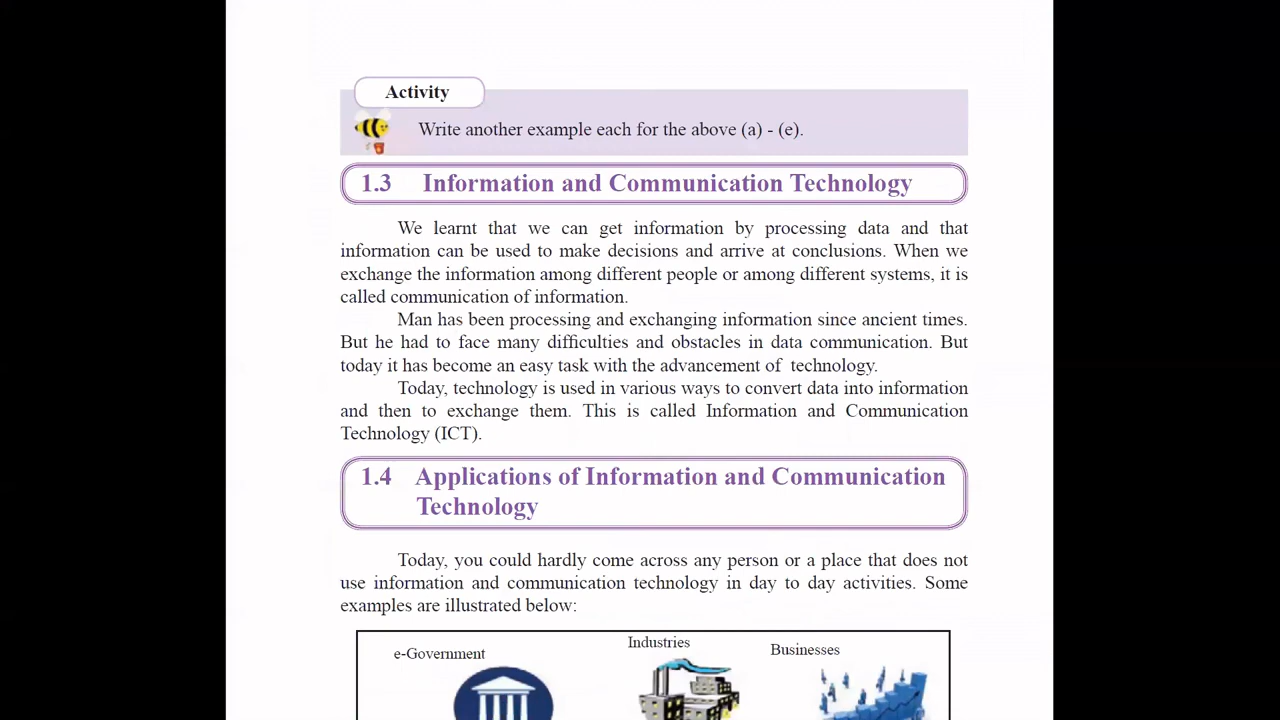 Activity
Write another example each for the above (a) - (e).
1.3 Information and Communication Technology
We learnt that we can get information by processing data and that
information can be used to make decisions and arrive at conclusions. When we
exchange the information among different people or among different systems, it is
called communication of information.
Man has been processing and exchanging information since ancient times.
But he had to face many difficulties and obstacles in data communication. But
today it has become an easy task with the advancement of technology.
Today, technology is used in various ways to convert data into information
and then to exchange them. This is called Information and Communication
Technology (ICT).
1.4 Applications of Information and Communication
Technology
Today, you could hardly come across any person or a place that does not
use information and communication technology in day to day activities. Some
examples are illustrated below:
e-Government
Industries
Businesses